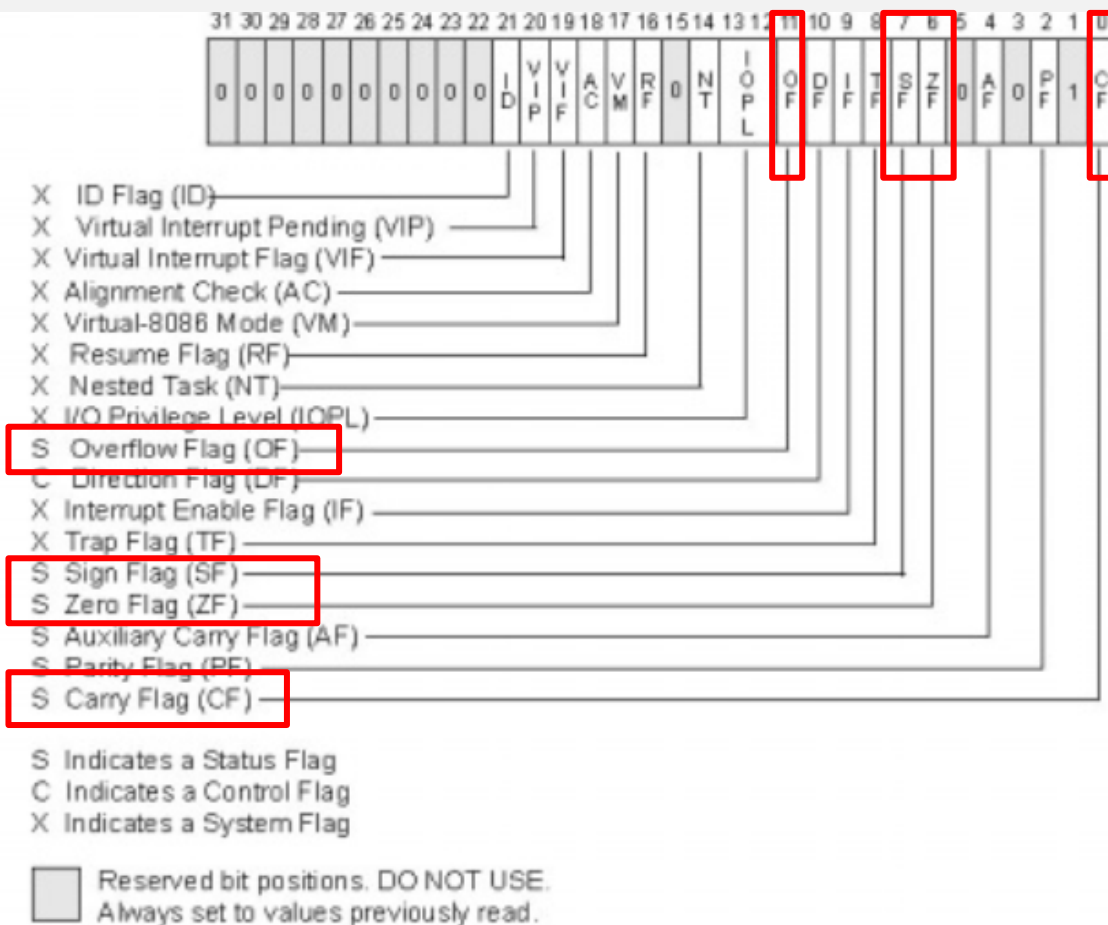 31 30 29 28 27 26 25 24 23 22 21 20 19 18 17 16 15 14 13 12 11 10 9 8 7 6 5 4 3 2 1 0
0 0 0 0 0 0 0 0 0 0 ID VIP VIF AC VM RF 0 NT IOPL OF DF IF TF SF ZF 0 AF 0 PF 1 CF
X ID Flag (ID)
X Virtual Interrupt Pending (VIP)
X Virtual Interrupt Flag (VIF)
X Alignment Check (AC)
X Virtual-8086 Mode (VM)
X Resume Flag (RF)
X Nested Task (NT)
X I/O Privilege Level (IOPL)
S Overflow Flag (OF)
C Direction Flag (DF)
X Interrupt Enable Flag (IF)
X Trap Flag (TF)
S Sign Flag (SF)
S Zero Flag (ZF)
S Auxiliary Carry Flag (AF)
S Parity Flag (PF)
S Carry Flag (CF)
S Indicates a Status Flag
C Indicates a Control Flag
X Indicates a System Flag
Reserved bit positions. DO NOT USE.
Always set to values previously read.